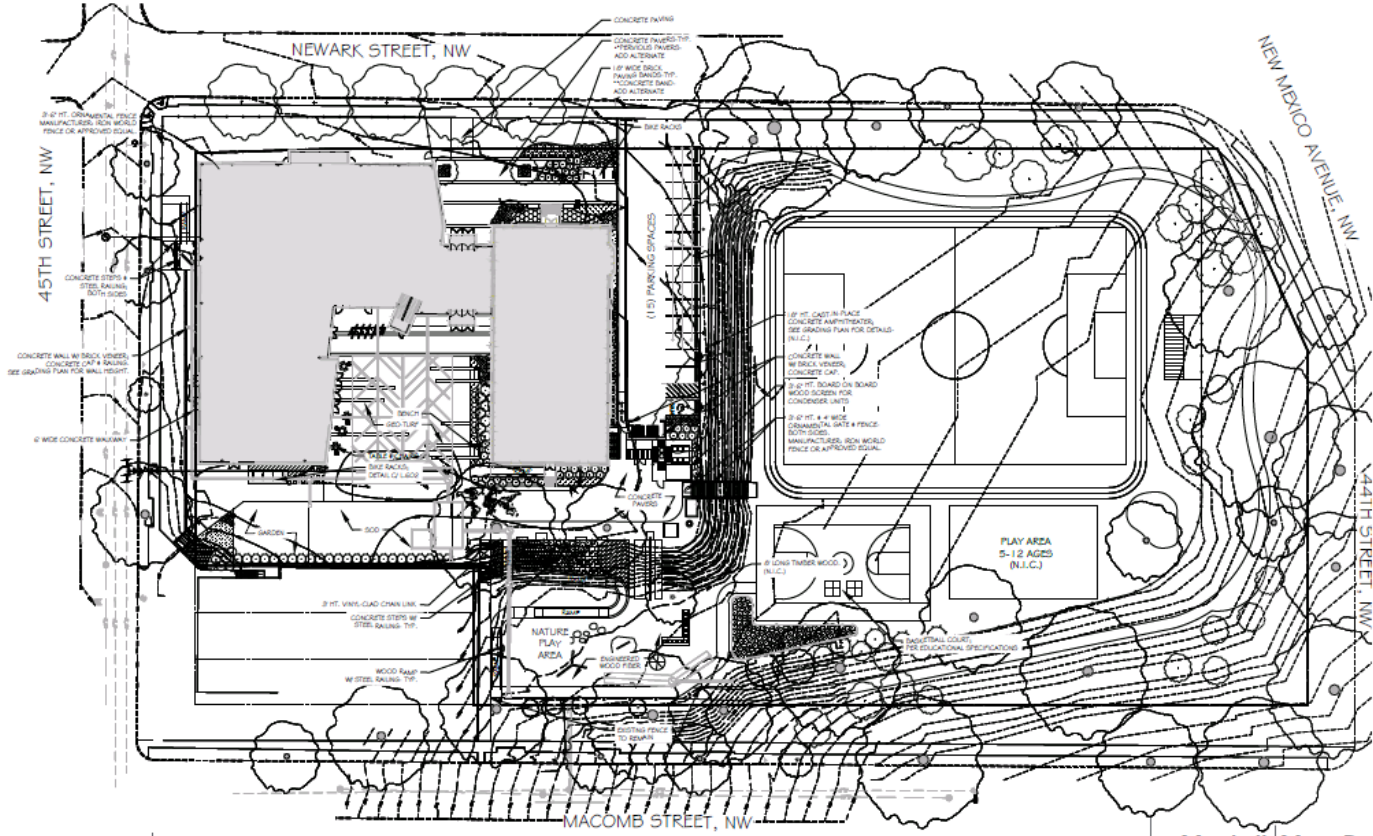 NEWARK STREET, NW
CONCRETE PAVING
CONCRETE PAVERS-TYP.
*PERVIOUS PAVERS-
ADD ALTERNATE
1.8' WIDE BRICK
PAVING BANDS-TYP.
**CONCRETE BAND-
ADD ALTERNATE
BIKE RACKS
NEW MEXICO AVENUE, NW
3'-6" HT. ORNAMENTAL FENCE
MANUFACTURER: IRON WORLD
FENCE OR APPROVED EQUAL.
45TH STREET, NW
(15) PARKING SPACES
CONCRETE STEPS &
STEEL RAILING,
BOTH SIDES
CONCRETE WALL W/ BRICK VENEER,
CONCRETE CAP & RAILING.
SEE GRADING PLAN FOR WALL HEIGHT.
6' WIDE CONCRETE WALKWAY
HT. CAST-IN-PLACE
CONCRETE AMPHITHEATER,
SEE GRADING PLAN FOR DETAILS-
(N.I.C.)
CONCRETE WALL
W/ BRICK VENEER,
CONCRETE CAP.
3'-6" HT. BOARD ON BOARD
WOOD SCREEN FOR
CONDENSER UNITS
3'-6" HT. & 4' WIDE
ORNAMENTAL GATE & FENCE-
BOTH SIDES.
MANUFACTURER: IRON WORLD
FENCE OR APPROVED EQUAL.
BENCH
GEO-TURF
TABLE &
BIKE RACKS,
DETAIL C/ L.602
CONCRETE
PAVERS
GARDEN
SOD
PLAY AREA
5-12 AGES
(N.I.C.)
44TH STREET, NW
8' LONG TIMBER WOOD.
(N.I.C.)
3' HT. VINYL-CLAD CHAIN LINK
CONCRETE STEPS W/
STEEL RAILING- TYP.
RAMP
NATURE
PLAY
AREA
ENGINEERED
WOOD FIBER
BASKETBALL COURT,
PER EDUCATIONAL SPECIFICATIONS
WOOD RAMP
W/ STEEL RAILING- TYP.
EXISTING FENCE
TO REMAIN
MACOMB STREET, NW